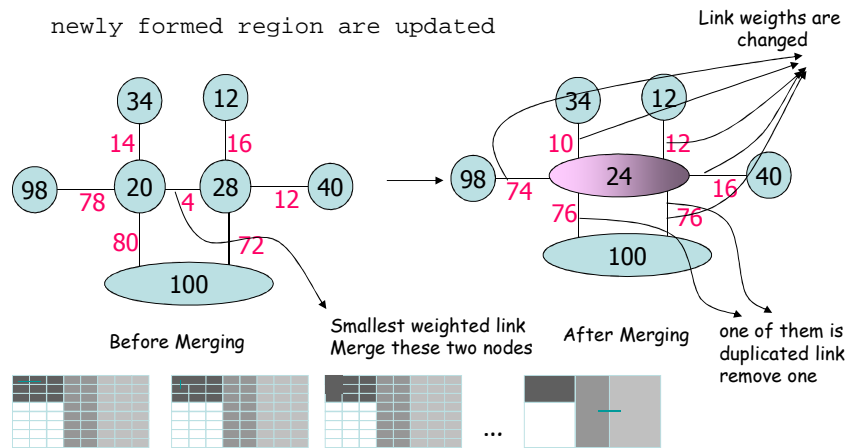 newly formed region are updated
Link weigths are
changed
34
12
14
16
98
78
20
4
28
12
40
80
72
100
34
12
10
12
98
74
24
16
40
76
76
100
Before Merging
Smallest weighted link
Merge these two nodes
After Merging
one of them is
duplicated link
remove one
...